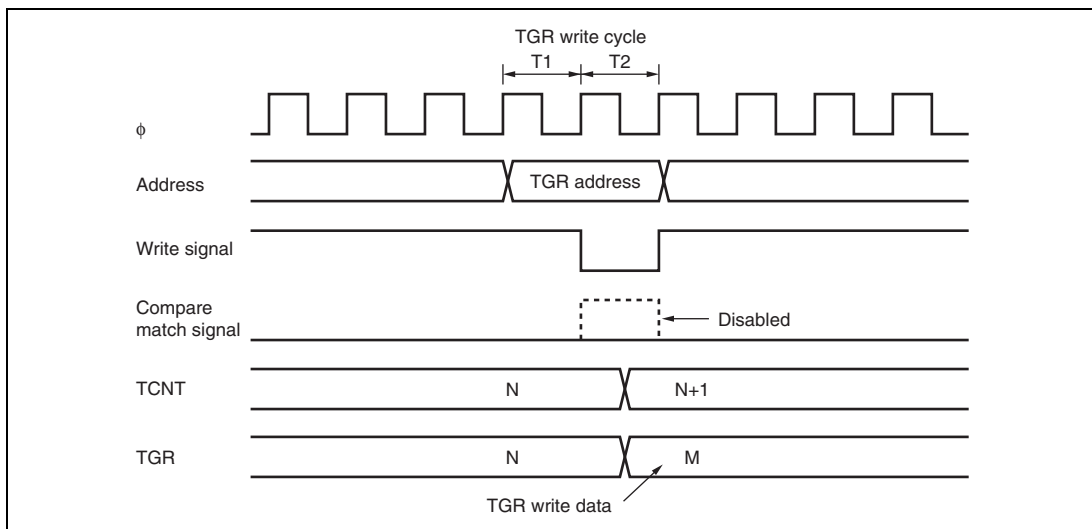 TGR write cycle
T1 T2
ϕ
Address TGR address
Write signal
Compare
match signal Disabled
TCNT N N+1
TGR N M
TGR write data